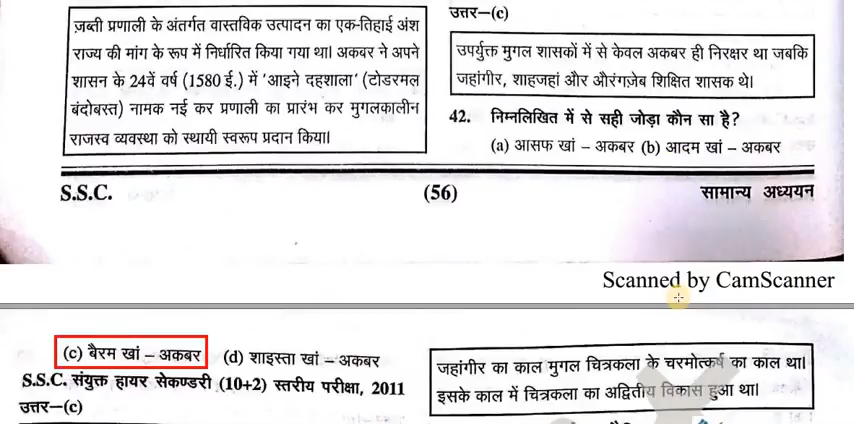 ज़ब्ती प्रणाली के अंतर्गत वास्तविक उत्पादन का एक-तिहाई अंश
राज्य की मांग के रूप में निर्धारित किया गया था। अकबर ने अपने
शासन के 24वें वर्ष (1580 ई.) में 'आइने दहशाला' (टोडरमल
बंदोबस्त) नामक नई कर प्रणाली का प्रारंभ कर मुगलकालीन
राजस्व व्यवस्था को स्थायी स्वरूप प्रदान किया।
उत्तर–(c)
उपर्युक्त मुगल शासकों में से केवल अकबर ही निरक्षर था जबकि
जहांगीर, शाहजहां और औरंगज़ेब शिक्षित शासक थे।
42. निम्नलिखित में से सही जोड़ा कौन सा है?
(a) आसफ खां – अकबर (b) आदम खां – अकबर
S.S.C. (56) सामान्य अध्ययन
Scanned by CamScanner
(c) बैरम खां – अकबर (d) शाइस्ता खां – अकबर
S.S.C. संयुक्त हायर सेकण्डरी (10+2) स्तरीय परीक्षा, 2011
उत्तर–(c)
जहांगीर का काल मुगल चित्रकला के चरमोत्कर्ष का काल था।
इसके काल में चित्रकला का अद्वितीय विकास हुआ था।